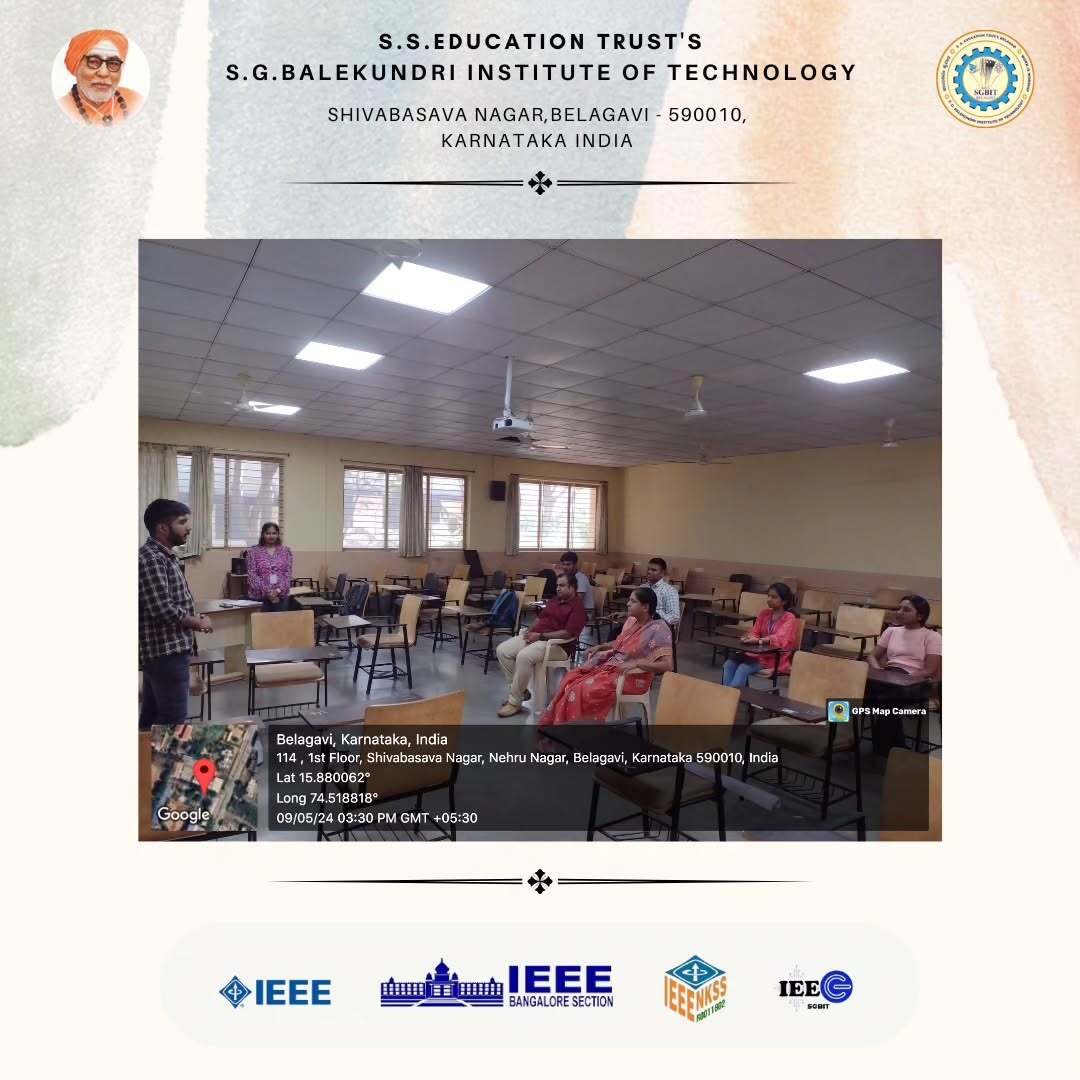 S.S.EDUCATION TRUST'S
S.G.BALEKUNDRI INSTITUTE OF TECHNOLOGY
SHIVABASAVA NAGAR,BELAGAVI - 590010,
KARNATAKA INDIA
SGBIT
GPS Map Camera
Belagavi, Karnataka, India
114 , 1st Floor, Shivabasava Nagar, Nehru Nagar, Belagavi, Karnataka 590010, India
Lat 15.880062°
Long 74.518818°
09/05/24 03:30 PM GMT +05:30
Google
IEEE
IEEE
BANGALORE SECTION
IEEENKSS
R0011902
IEEE
SGBIT